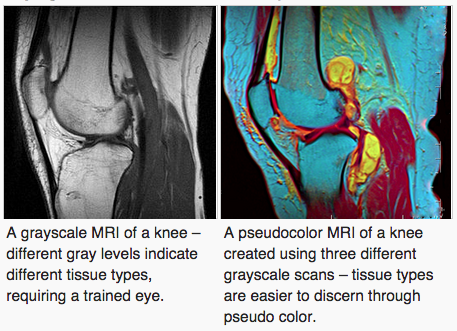 A grayscale MRI of a knee –
different gray levels indicate
different tissue types,
requiring a trained eye.
A pseudocolor MRI of a knee
created using three different
grayscale scans – tissue types
are easier to discern through
pseudo color.